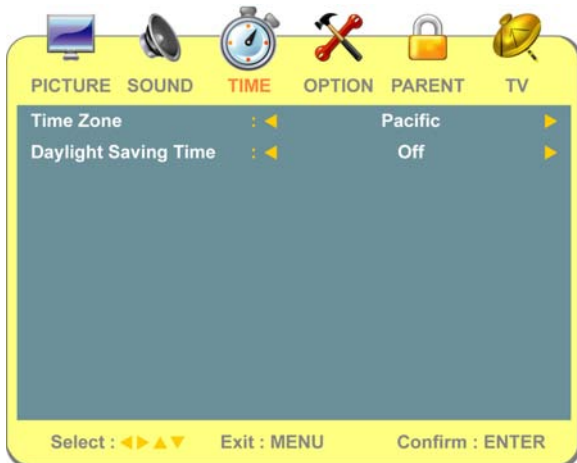 PICTURE SOUND TIME OPTION PARENT TV
Time Zone : ◀ Pacific ▶
Daylight Saving Time : ◀ Off ▶
Select : ◀▶▲▼ Exit : MENU Confirm : ENTER